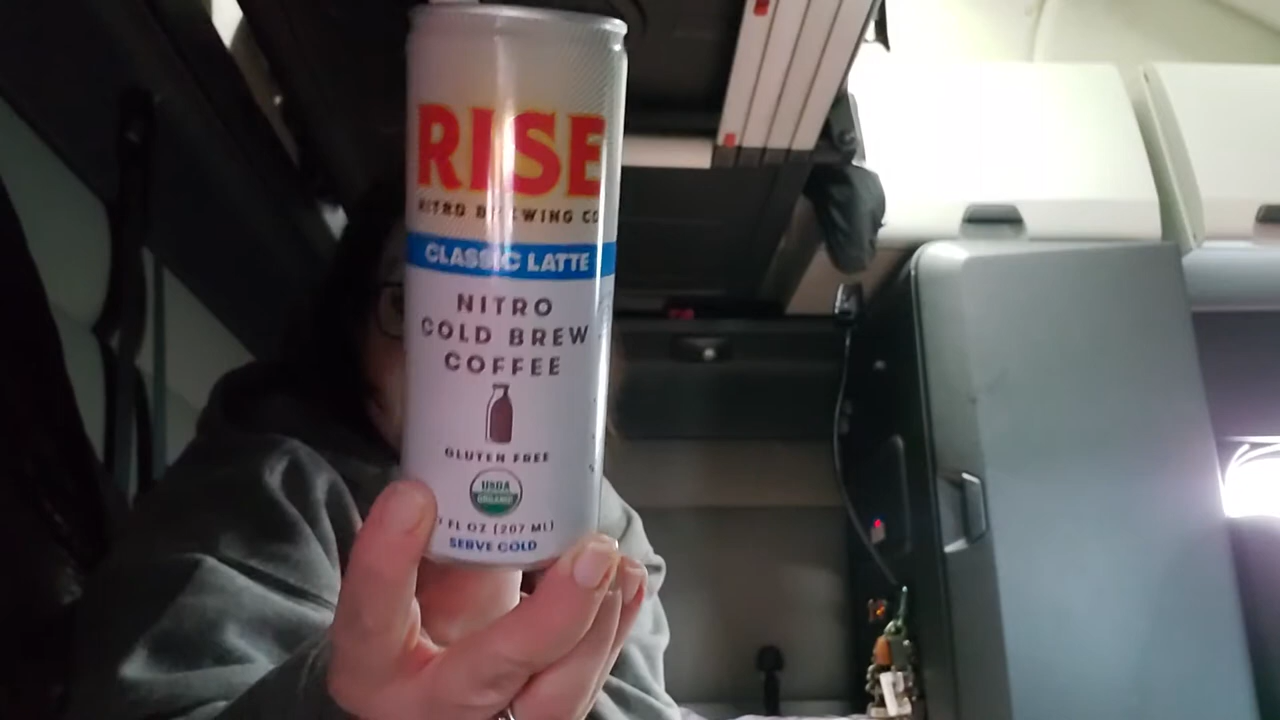 RISE
NITRO BREWING CO
CLASSIC LATTE
NITRO
COLD BREW
COFFEE
GLUTEN FREE
USDA
ORGANIC
7 FL OZ (207 ML)
SERVE COLD